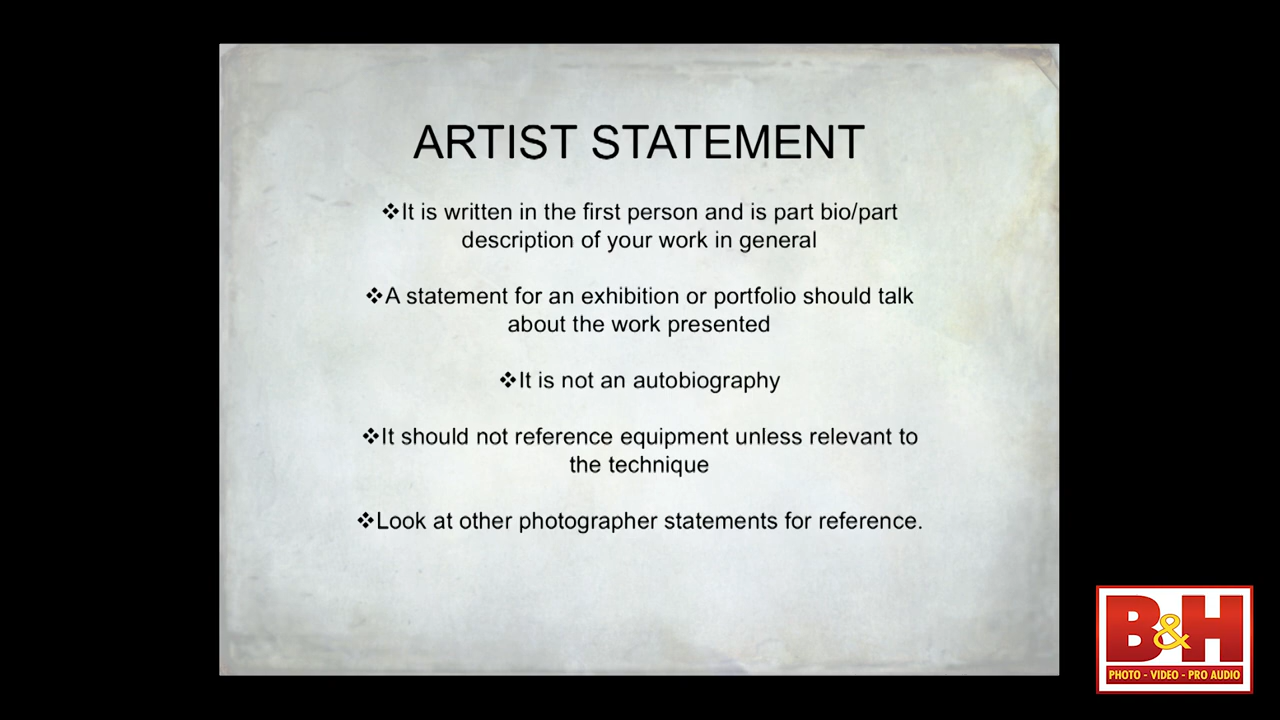 ARTIST STATEMENT
❖It is written in the first person and is part bio/part
description of your work in general
❖A statement for an exhibition or portfolio should talk
about the work presented
❖It is not an autobiography
❖It should not reference equipment unless relevant to
the technique
❖Look at other photographer statements for reference.
B&H
PHOTO - VIDEO - PRO AUDIO